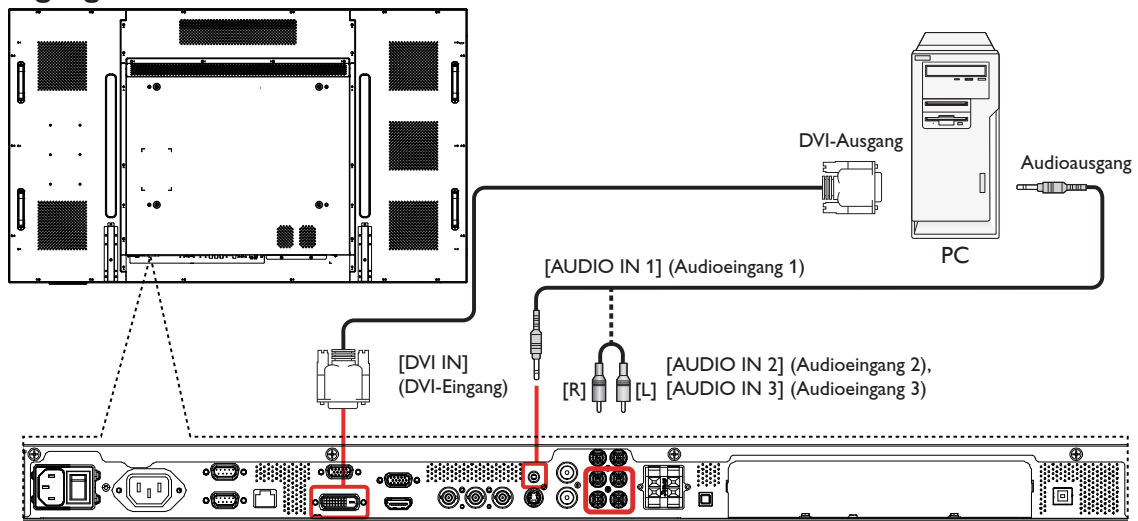 DVI-Ausgang
Audioausgang
PC
[AUDIO IN 1] (Audioeingang 1)
[DVI IN]
(DVI-Eingang)
[R]
[L]
[AUDIO IN 2] (Audioeingang 2),
[AUDIO IN 3] (Audioeingang 3)